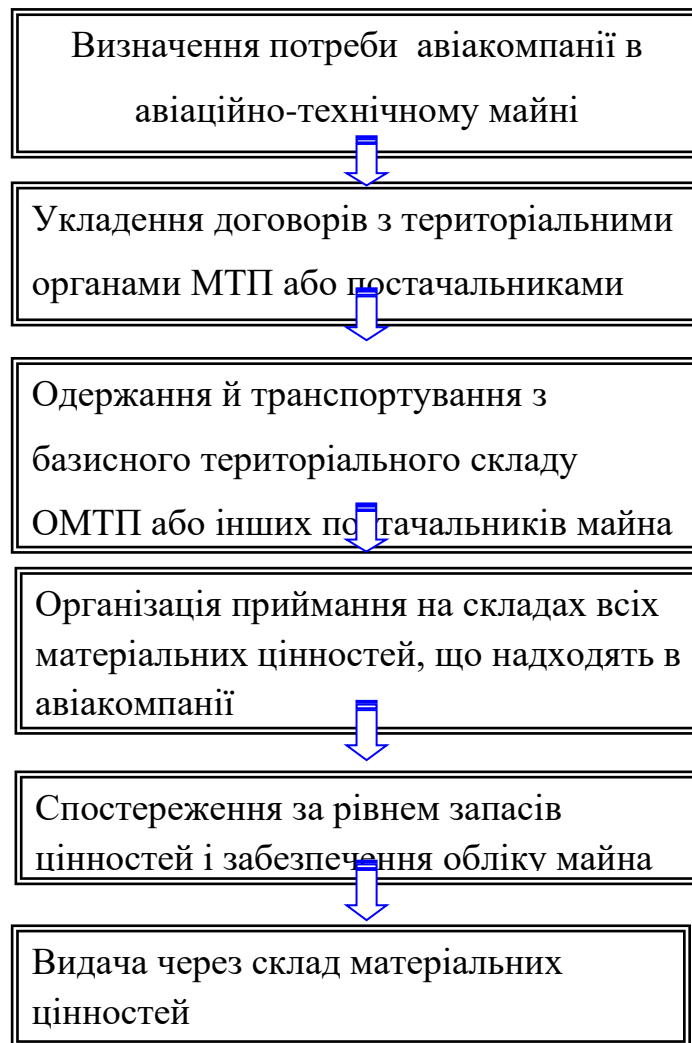 Визначення потреби авіакомпанії в
авіаційно-технічному майні
Укладення договорів з територіальними
органами МТП або постачальниками
Одержання й транспортування з
базисного територіального складу
ОМТП або інших постачальників майна
Організація приймання на складах всіх
матеріальних цінностей, що надходять в
авіакомпанії
Спостереження за рівнем запасів
цінностей і забезпечення обліку майна
Видача через склад матеріальних
цінностей